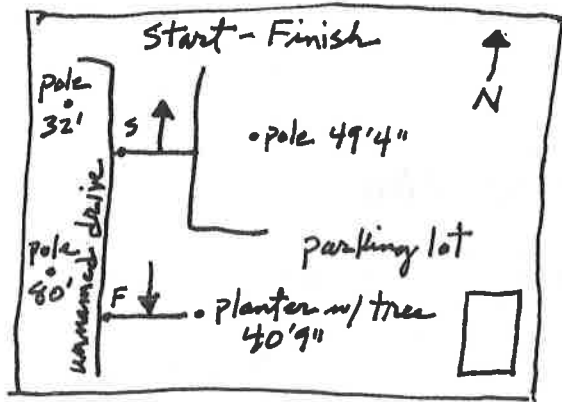 Start - Finish
N
pole
32'
S
pole 49'4"
unnamed drive
parking lot
pole
80'
F
planter w/ tree
40'9"